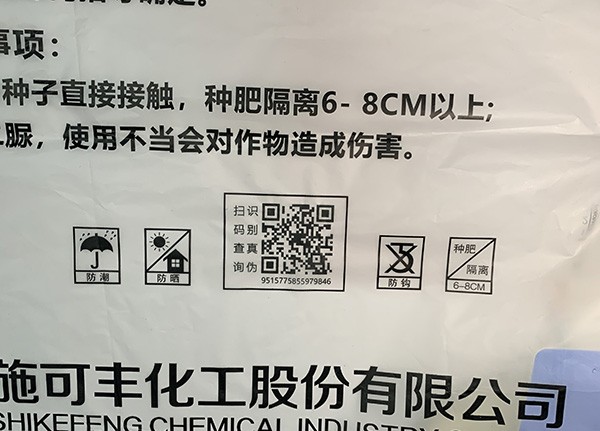 事项：
种子直接接触，种肥隔离6-8CM以上；
脲，使用不当会对作物造成伤害。
防潮
防晒
扫识
码别
查真
询伪
9515775855979846
防钩
种肥
隔离
6-8CM
施可丰化工股份有限公司
SHIKEFENG CHEMICAL INDUSTRY